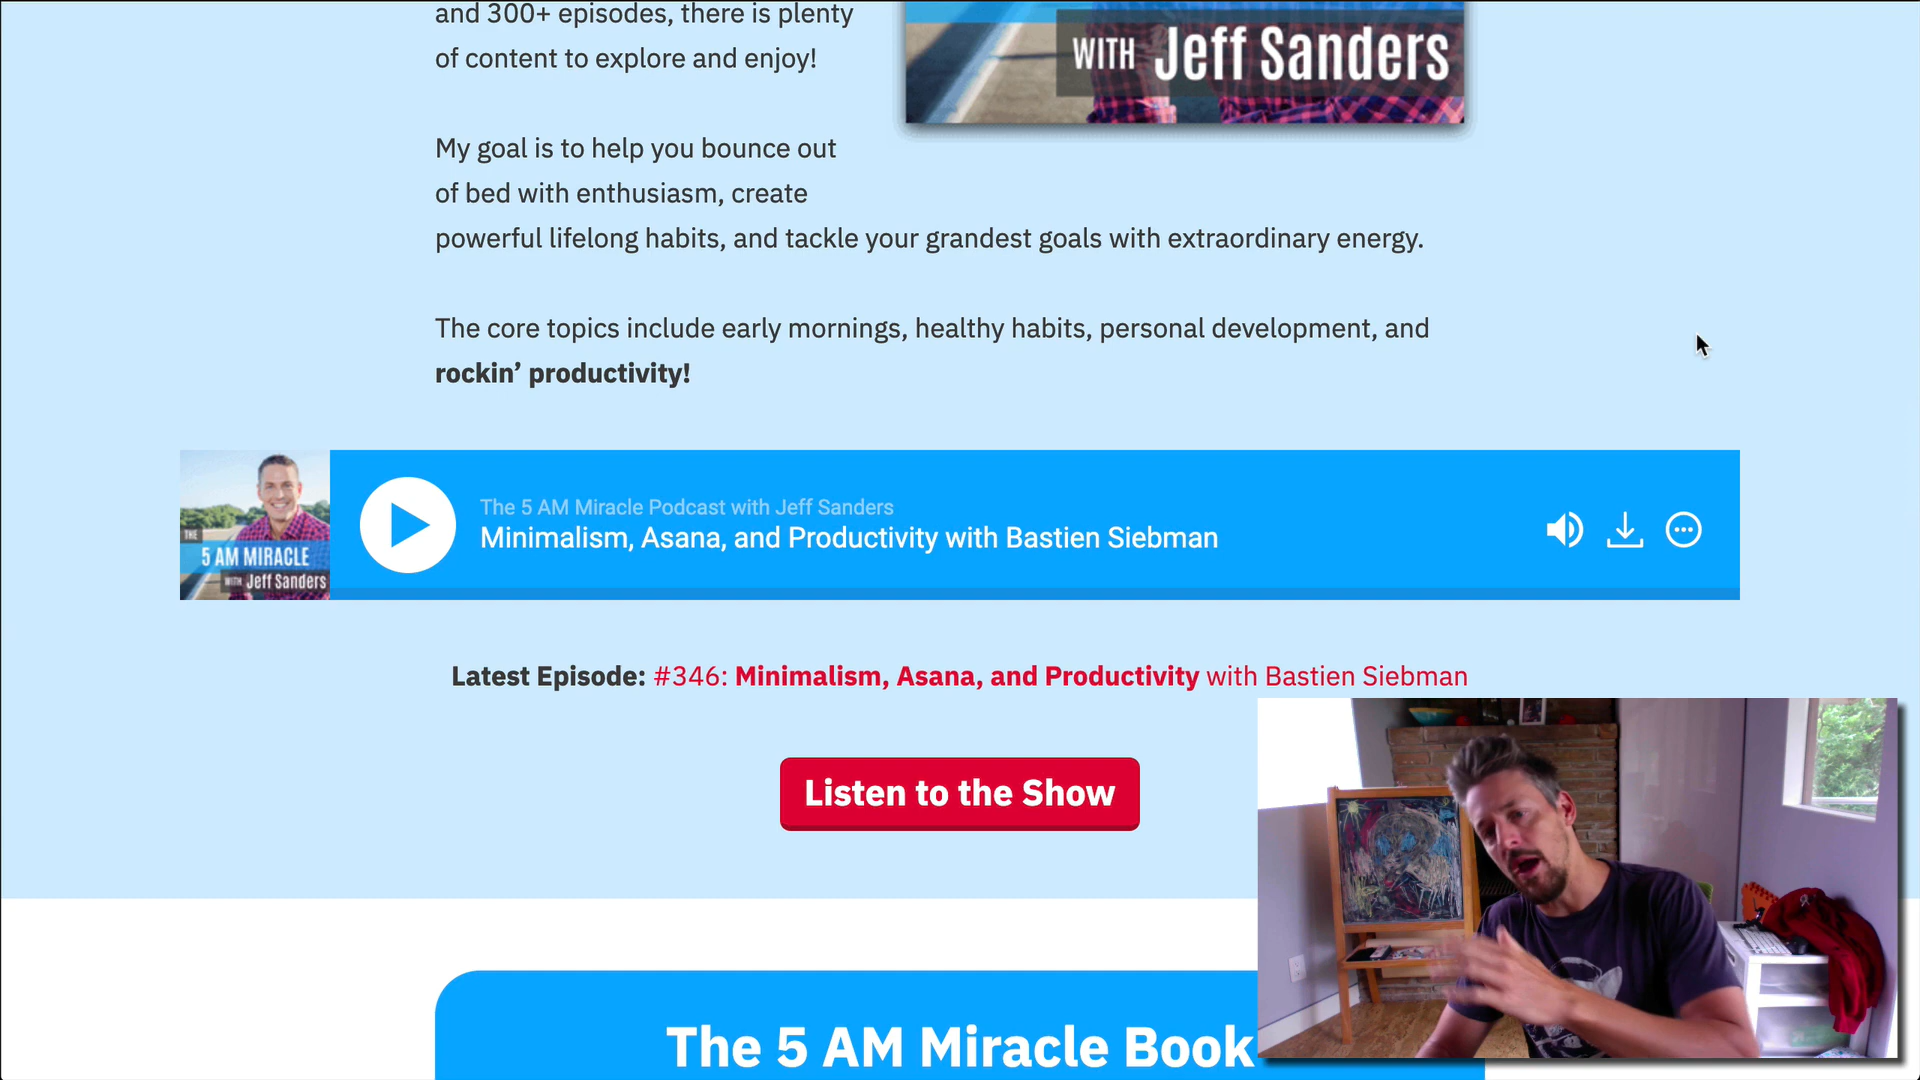 and 300+ episodes, there is plenty
of content to explore and enjoy!
WITH Jeff Sanders
My goal is to help you bounce out
of bed with enthusiasm, create
powerful lifelong habits, and tackle your grandest goals with extraordinary energy.
The core topics include early mornings, healthy habits, personal development, and
rockin’ productivity!
THE
5 AM MIRACLE
WITH Jeff Sanders
The 5 AM Miracle Podcast with Jeff Sanders
Minimalism, Asana, and Productivity with Bastien Siebman
Latest Episode: #346: Minimalism, Asana, and Productivity with Bastien Siebman
Listen to the Show
The 5 AM Miracle Book